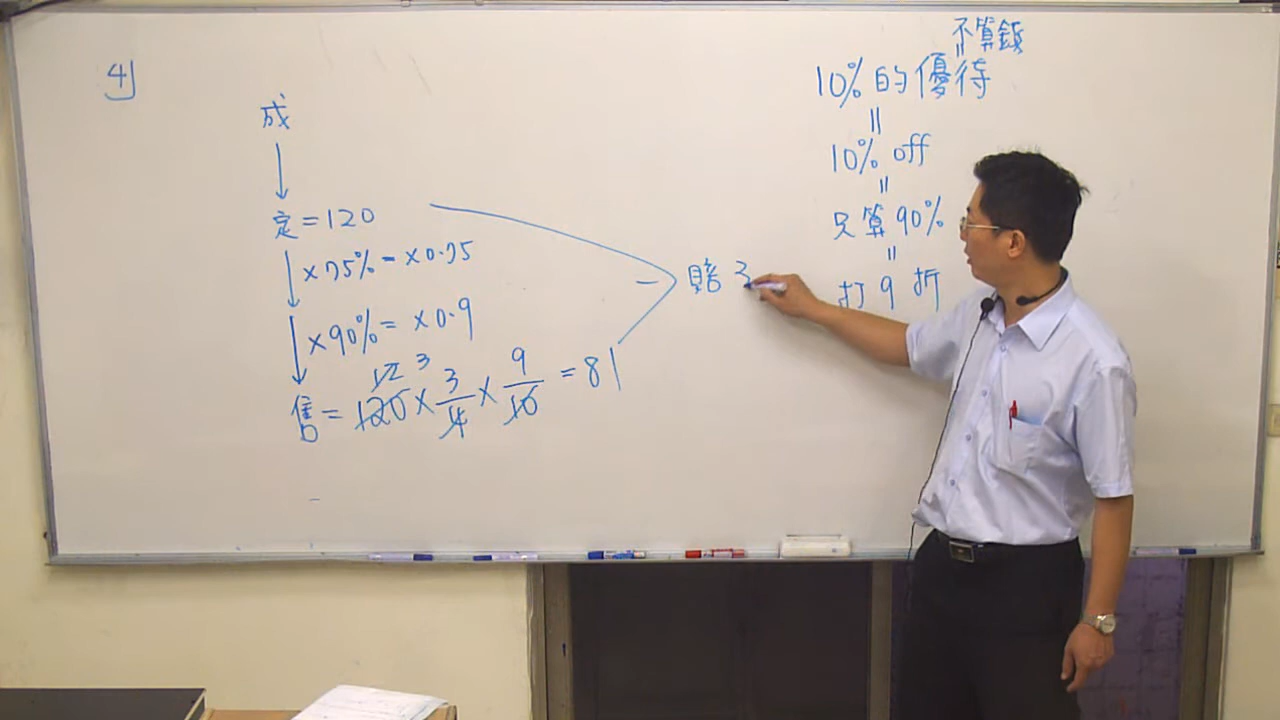 4
成
↓
定 = 120
↓ ×75% = ×0.75
↓ ×90% = ×0.9
12 3
售 = 120 × 3/4 × 9/10 = 81
賠 3
不算錢
=
10%的優待
=
10% off
=
只算90%
=
打9折